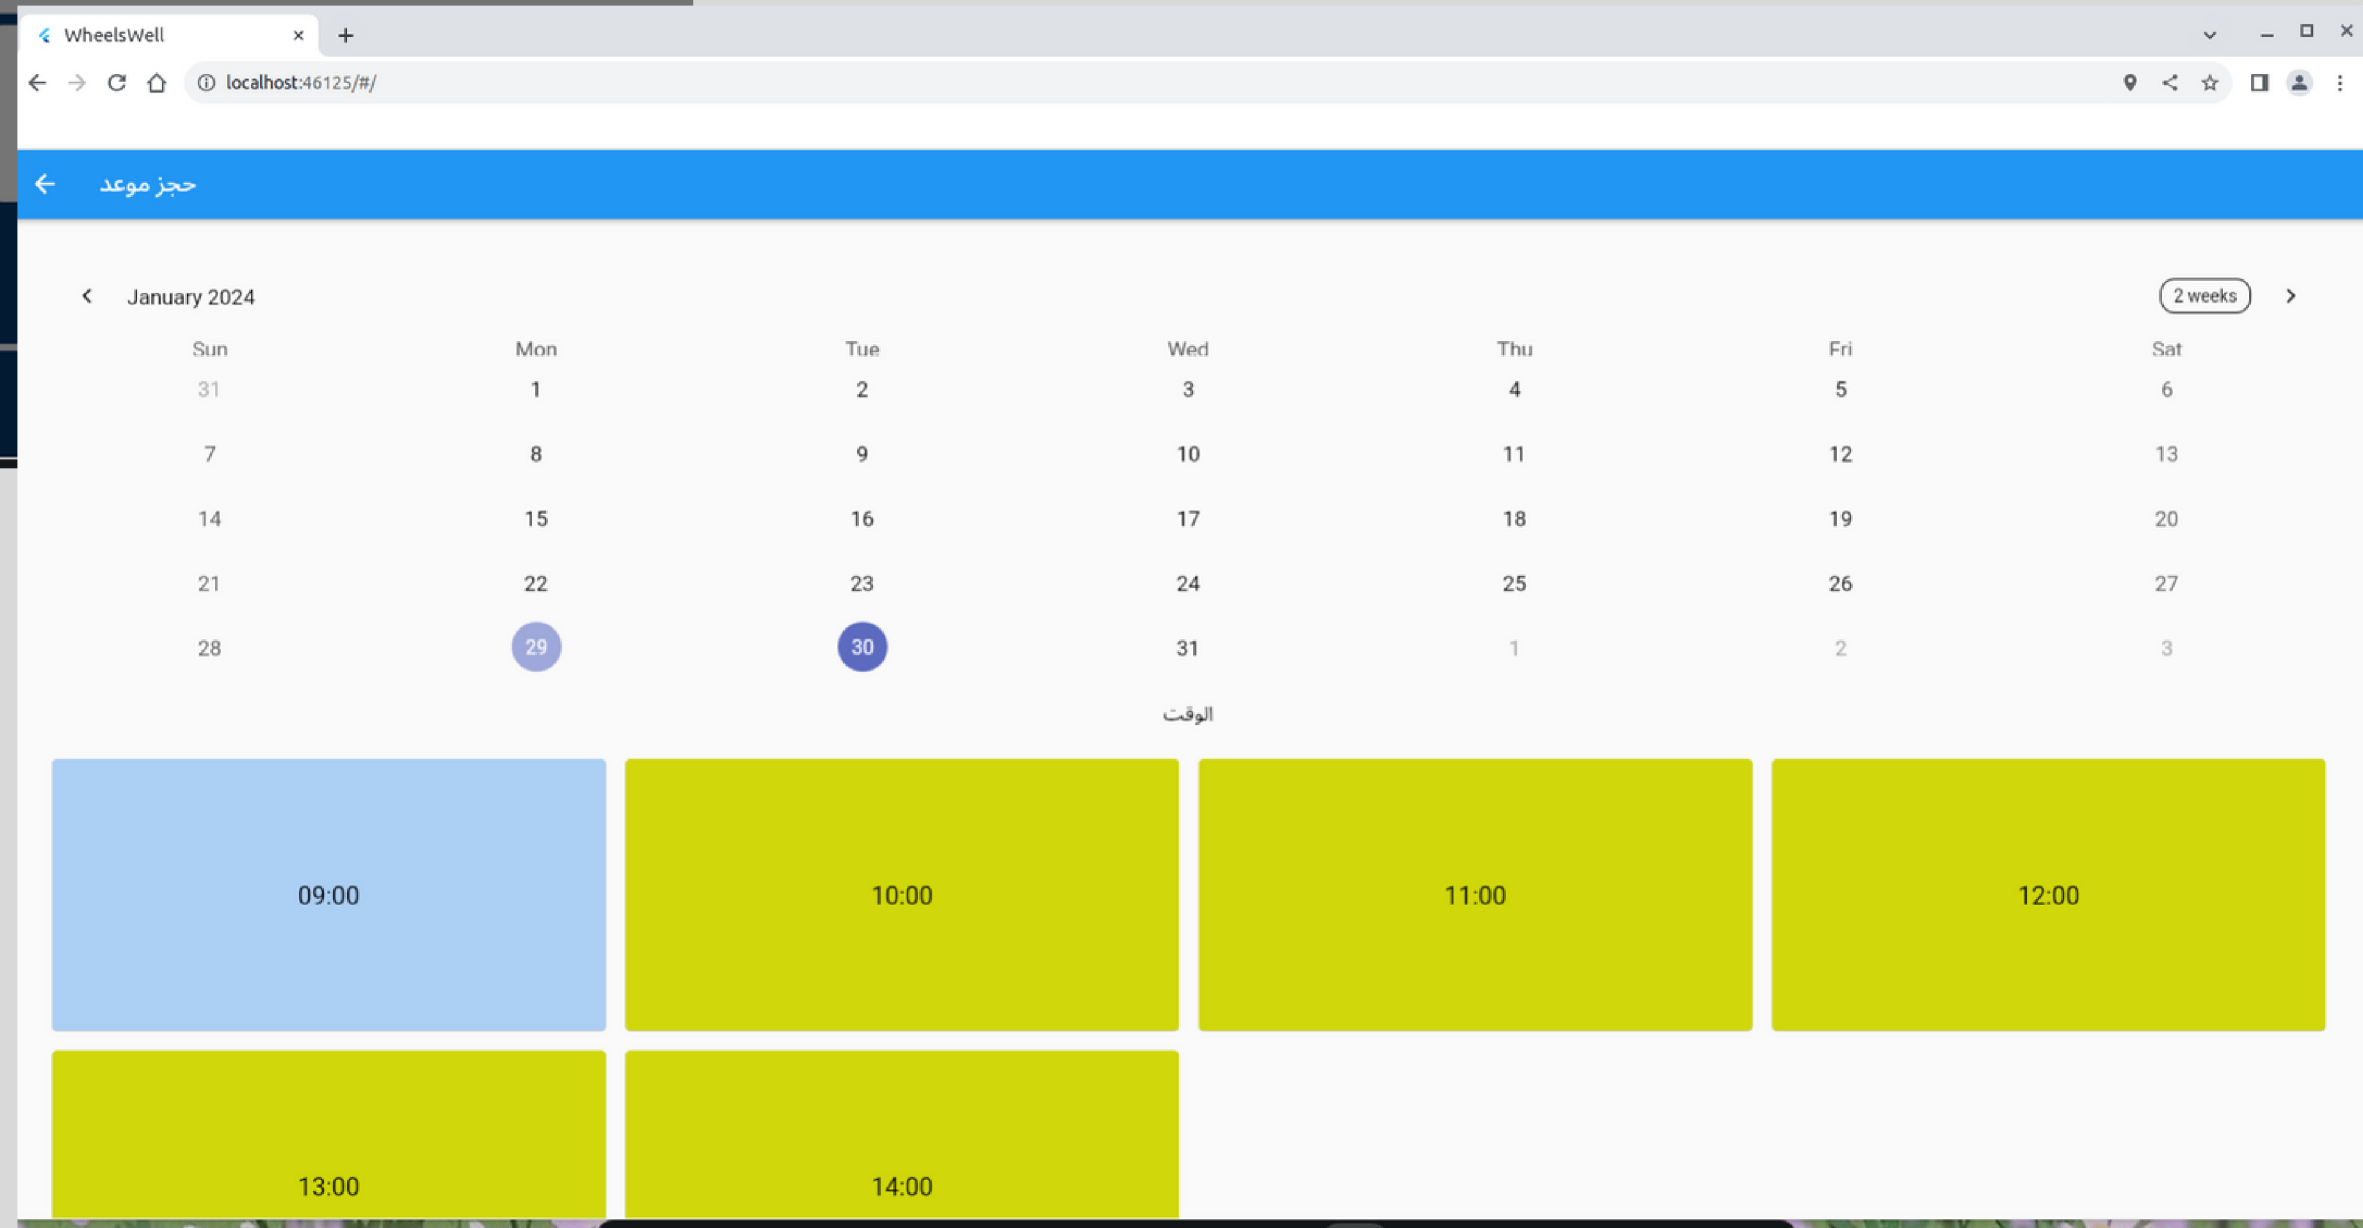 WheelsWell
localhost:46125/#/
حجز موعد
January 2024
2 weeks
Sun Mon Tue Wed Thu Fri Sat
31 1 2 3 4 5 6
7 8 9 10 11 12 13
14 15 16 17 18 19 20
21 22 23 24 25 26 27
28 29 30 31 1 2 3
الوقت
09:00 10:00 11:00 12:00
13:00 14:00